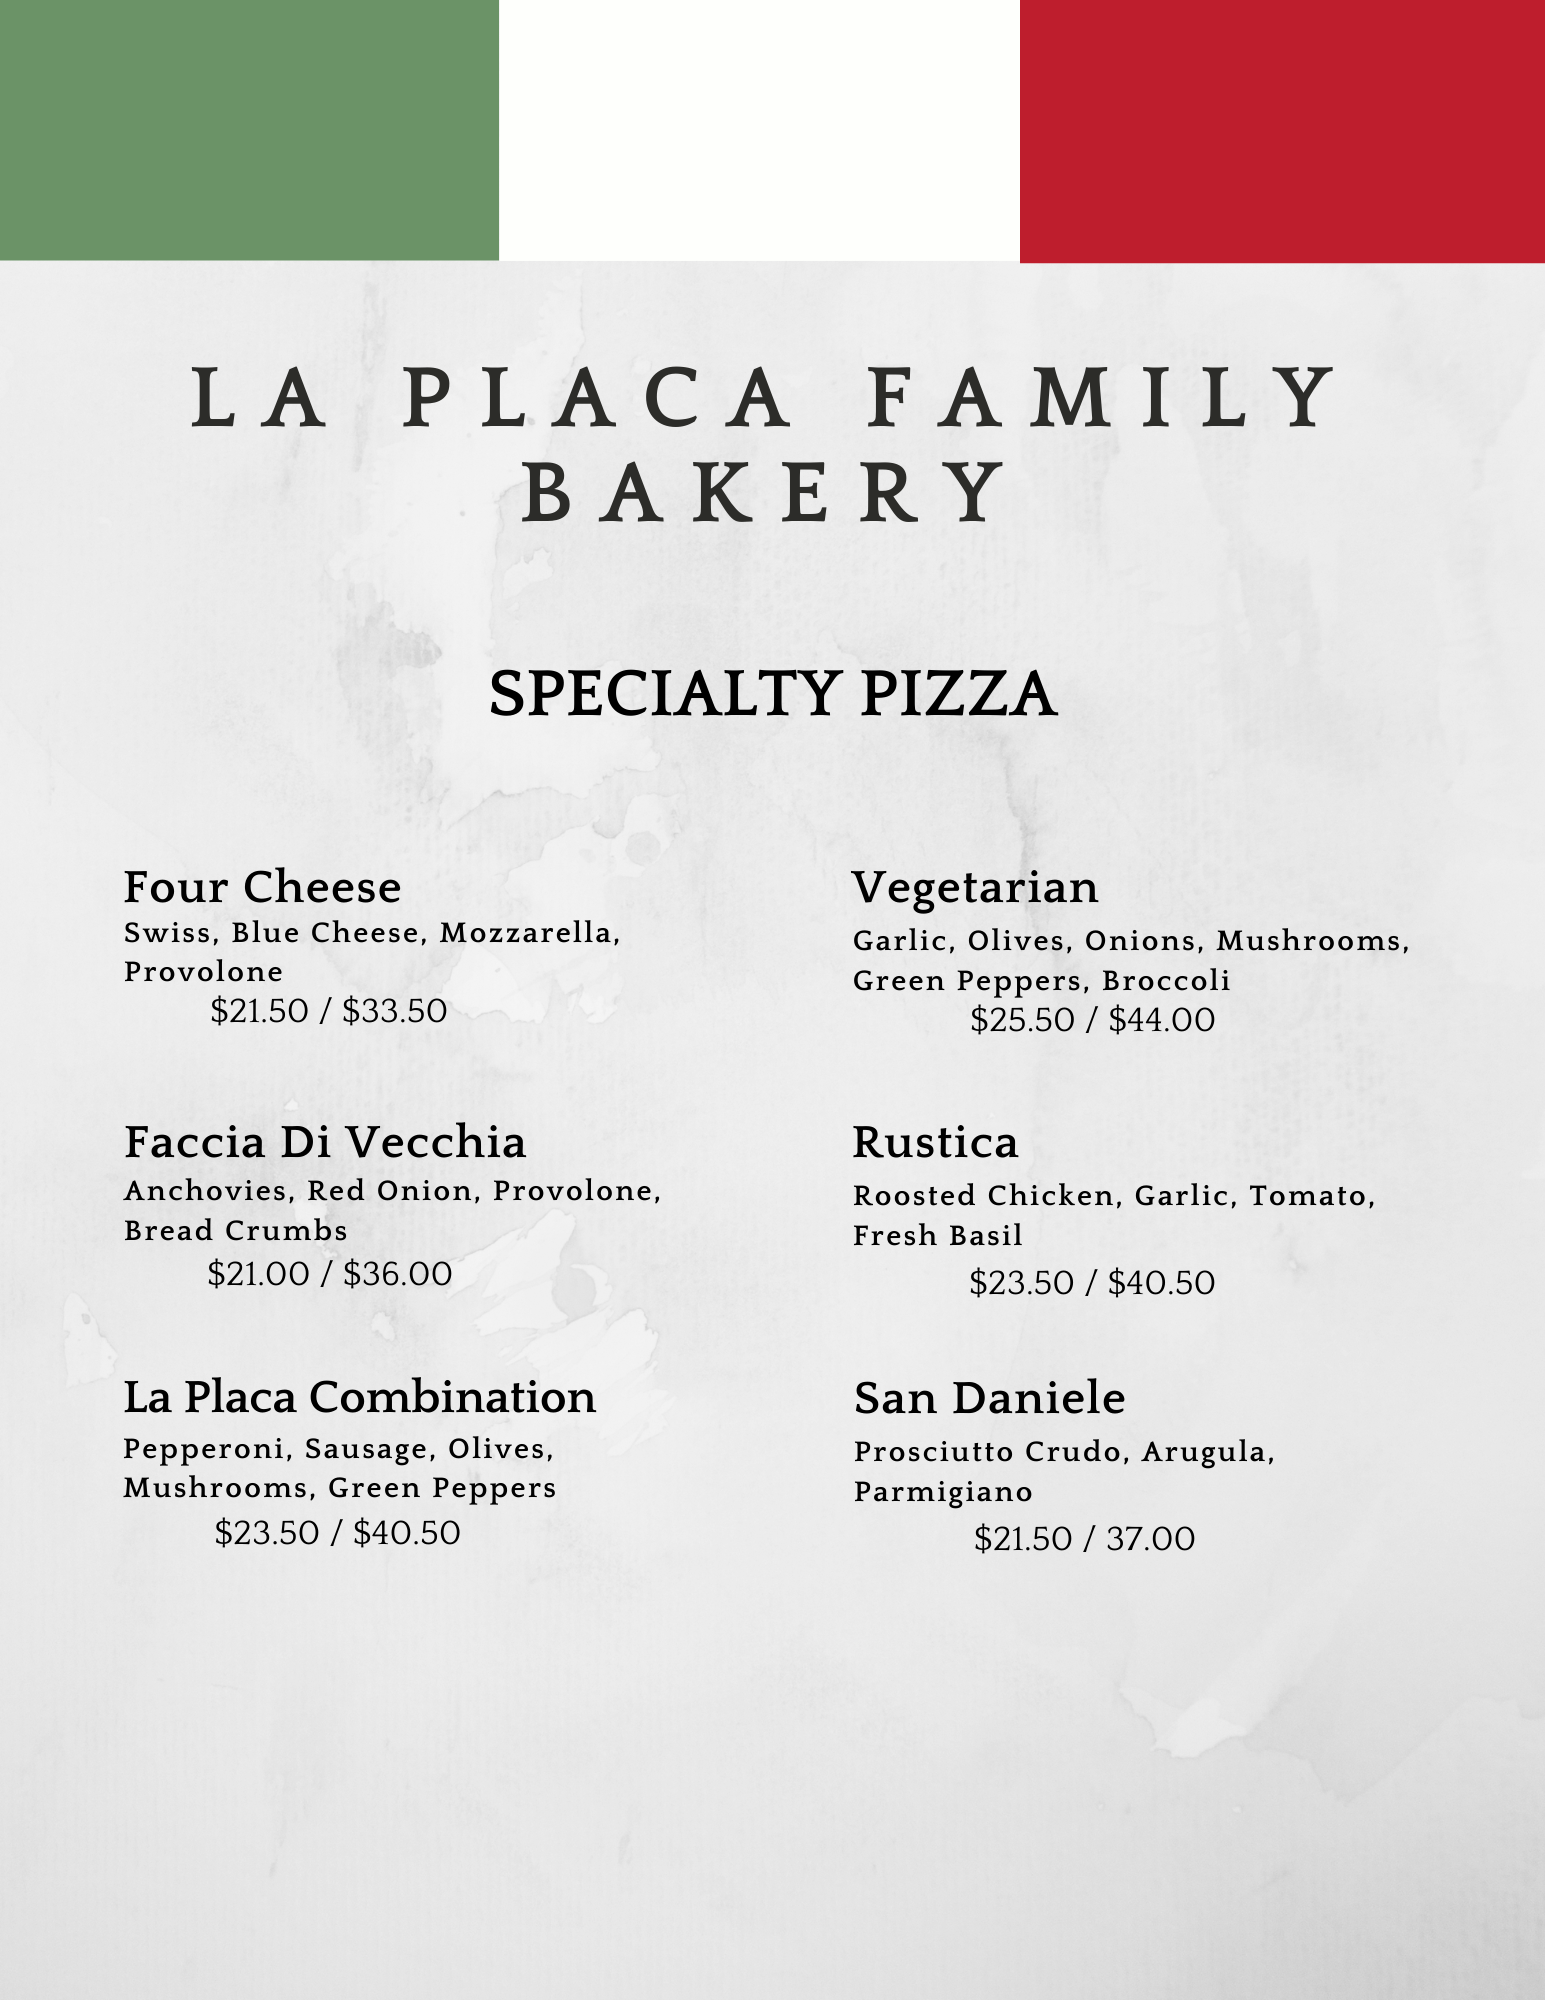 LA PLACA FAMILY
BAKERY
SPECIALTY PIZZA
Four Cheese
Swiss, Blue Cheese, Mozzarella,
Provolone
$21.50 / $33.50
Faccia Di Vecchia
Anchovies, Red Onion, Provolone,
Bread Crumbs
$21.00 / $36.00
La Placa Combination
Pepperoni, Sausage, Olives,
Mushrooms, Green Peppers
$23.50 / $40.50
Vegetarian
Garlic, Olives, Onions, Mushrooms,
Green Peppers, Broccoli
$25.50 / $44.00
Rustica
Roosted Chicken, Garlic, Tomato,
Fresh Basil
$23.50 / $40.50
San Daniele
Prosciutto Crudo, Arugula,
Parmigiano
$21.50 / 37.00